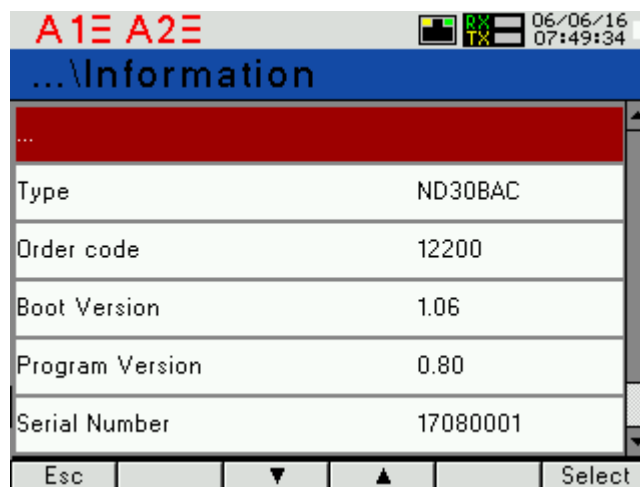 A1Ξ A2Ξ RX TX 06/06/16 07:49:34
...\Information
...
Type ND30BAC
Order code 12200
Boot Version 1.06
Program Version 0.80
Serial Number 17080001
Esc ▼ ▲ Select